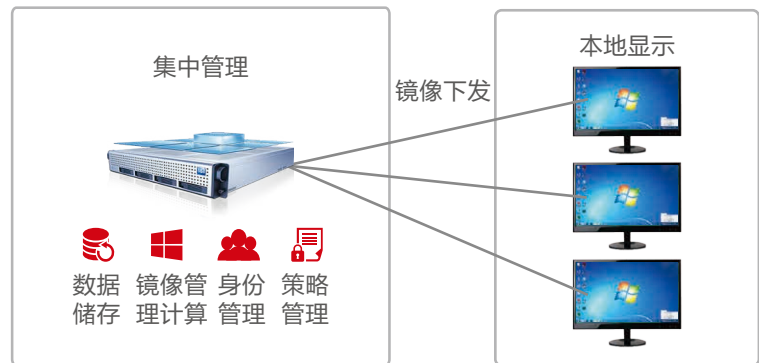 集中管理
本地显示
镜像下发
数据 镜像管 身份 策略
储存 理计算 管理 管理